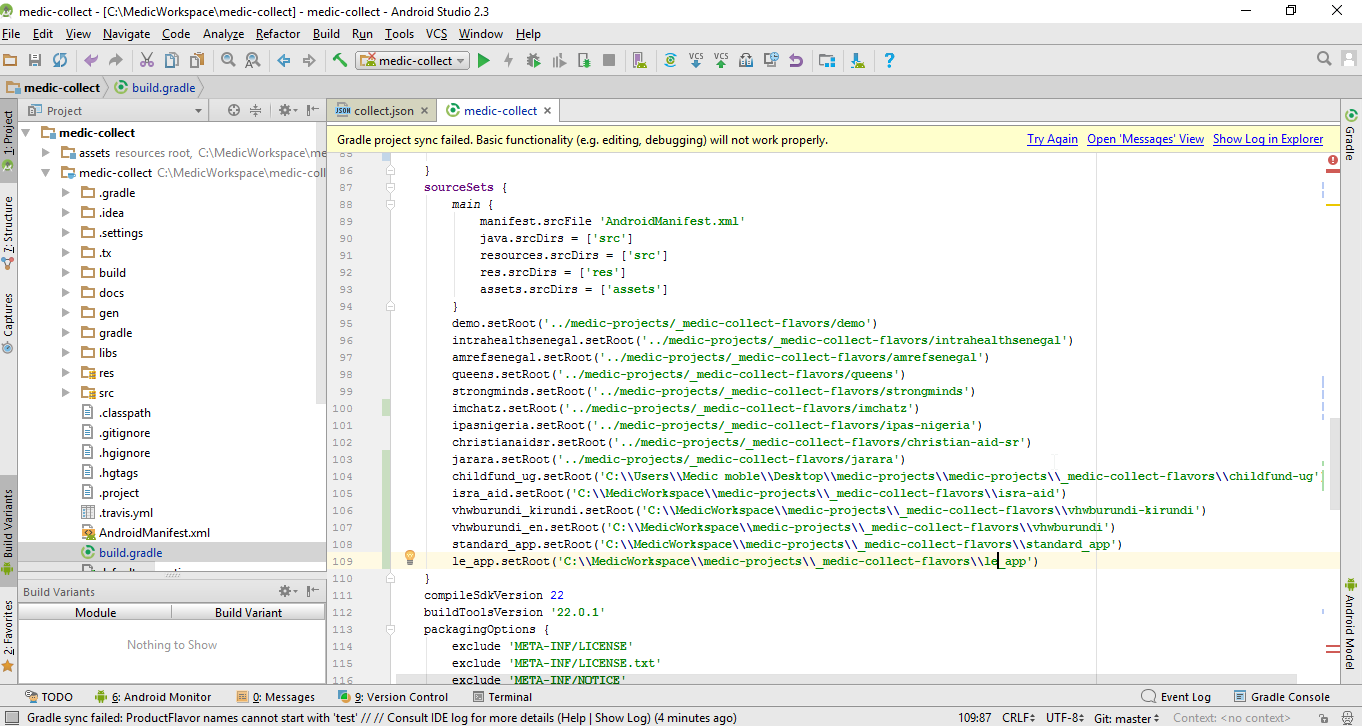 medic-collect - [C:\MedicWorkspace\medic-collect] - medic-collect - Android Studio 2.3
File Edit View Navigate Code Analyze Refactor Build Run Tools VCS Window Help
medic-collect
VCS VCS
medic-collect build.gradle
Project
collect.json medic-collect
Gradle project sync failed. Basic functionality (e.g. editing, debugging) will not work properly. Try Again Open 'Messages' View Show Log in Explorer
1: Project
7: Structure
Captures
Build Variants
2: Favorites
medic-collect
assets resources root, C:\MedicWorkspace\me
medic-collect C:\MedicWorkspace\medic-coll
.gradle
.idea
.settings
.tx
build
docs
gen
gradle
libs
res
src
.classpath
.gitignore
.hgignore
.hgtags
.project
.travis.yml
AndroidManifest.xml
build.gradle
Build Variants
Module Build Variant
Nothing to Show
85
86 }
87 sourceSets {
88 main {
89 manifest.srcFile 'AndroidManifest.xml'
90 java.srcDirs = ['src']
91 resources.srcDirs = ['src']
92 res.srcDirs = ['res']
93 assets.srcDirs = ['assets']
94 }
95 demo.setRoot('../medic-projects/_medic-collect-flavors/demo')
96 intrahealthsenegal.setRoot('../medic-projects/_medic-collect-flavors/intrahealthsenegal')
97 amrefsenegal.setRoot('../medic-projects/_medic-collect-flavors/amrefsenegal')
98 queens.setRoot('../medic-projects/_medic-collect-flavors/queens')
99 strongminds.setRoot('../medic-projects/_medic-collect-flavors/strongminds')
100 imchatz.setRoot('../medic-projects/_medic-collect-flavors/imchatz')
101 ipasnigeria.setRoot('../medic-projects/_medic-collect-flavors/ipas-nigeria')
102 christianaidsr.setRoot('../medic-projects/_medic-collect-flavors/christian-aid-sr')
103 jarara.setRoot('../medic-projects/_medic-collect-flavors/jarara')
104 childfund_ug.setRoot('C:\\Users\\Medic moble\\Desktop\\medic-projects\\medic-projects\\_medic-collect-flavors\\childfund-ug'
105 isra_aid.setRoot('C:\\MedicWorkspace\\medic-projects\\_medic-collect-flavors\\isra-aid')
106 vhwburundi_kirundi.setRoot('C:\\MedicWorkspace\\medic-projects\\_medic-collect-flavors\\vhwburundi-kirundi')
107 vhwburundi_en.setRoot('C:\\MedicWorkspace\\medic-projects\\_medic-collect-flavors\\vhwburundi')
108 standard_app.setRoot('C:\\MedicWorkspace\\medic-projects\\_medic-collect-flavors\\standard_app')
109 le_app.setRoot('C:\\MedicWorkspace\\medic-projects\\_medic-collect-flavors\\le_app')
110 }
111 compileSdkVersion 22
112 buildToolsVersion '22.0.1'
113 packagingOptions {
114 exclude 'META-INF/LICENSE'
115 exclude 'META-INF/LICENSE.txt'
116 exclude 'META-INF/NOTICE'
Gradle
Android Model
TODO 6: Android Monitor 0: Messages 9: Version Control Terminal Event Log Gradle Console
Gradle sync failed: ProductFlavor names cannot start with 'test' // // Consult IDE log for more details (Help | Show Log) (4 minutes ago) 109:87 CRLF UTF-8 Git: master Context: <no context>